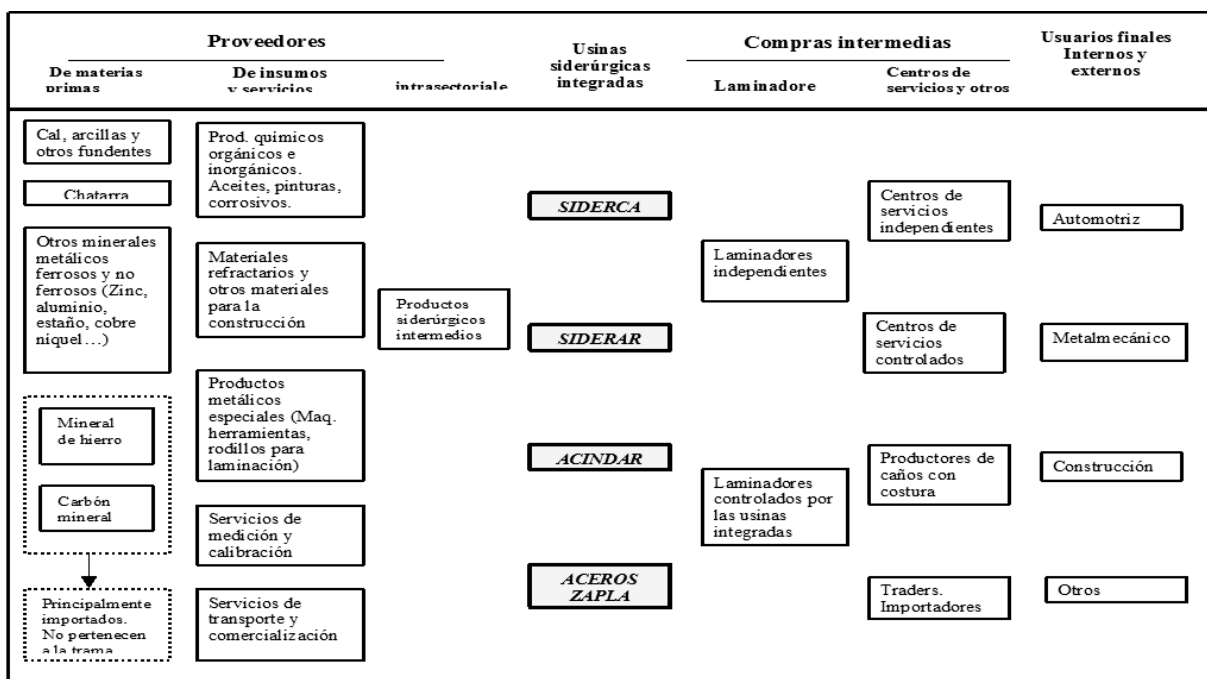 Proveedores
Usinas
siderúrgicas
integradas
Compras intermedias
Usuarios finales
Internos y
externos
De materias
primas
De insumos
y servicios
intrasectoriale
Laminadore
Centros de
servicios y otros
Cal, arcillas y
otros fundentes
Chatarra
Otros minerales
metálicos
ferrosos y no
ferrosos (Zinc,
aluminio,
estaño, cobre
niquel...)
Mineral
de hierro
Carbón
mineral
Principalmente
importados.
No pertenecen
a la trama
Prod. quimicos
orgánicos e
inorgánicos.
Aceites, pinturas,
corrosivos.
Materiales
refractarios y
otros materiales
para la
construcción
Productos
metálicos
especiales (Maq.
herramientas,
rodillos para
laminación)
Servicios de
medición y
calibración
Servicios de
transporte y
comercialización
Productos
siderúrgicos
intermedios
SIDERCA
SIDERAR
ACINDAR
ACEROS
ZAPLA
Laminadores
independientes
Laminadores
controlados por
las usinas
integradas
Centros de
servicios
independientes
Centros de
servicios
controlados
Productores de
caños con
costura
Traders.
Importadores
Automotriz
Metalmecánico
Construcción
Otros